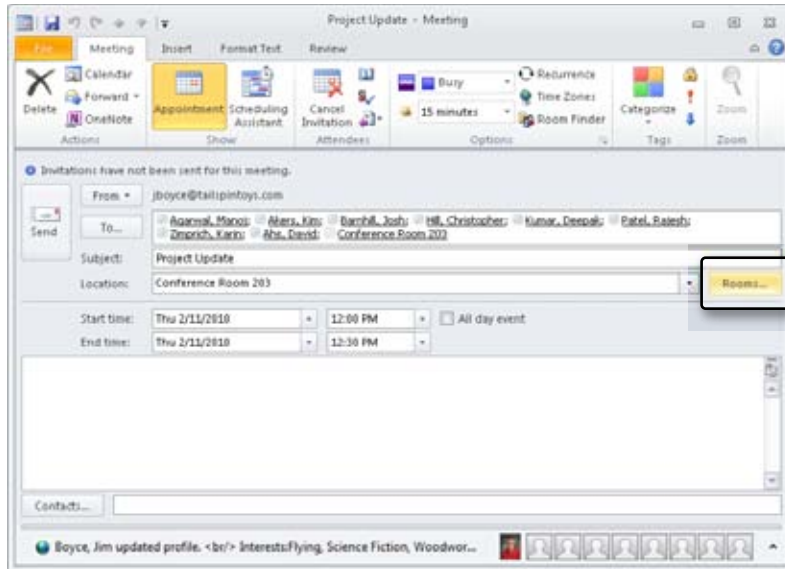 Project Update - Meeting
File Meeting Insert Format Text Review
Delete
Calendar
Forward
OneNote
Actions
Appointment
Scheduling Assistant
Show
Cancel Invitation
Attendees
Busy
15 minutes
Recurrence
Time Zones
Room Finder
Options
Categorize
Tags
Zoom
Zoom
Invitations have not been sent for this meeting.
Send
From jboyce@tailspintoys.com
To... Agarwal, Manoj; Akers, Kim; Barnhill, Josh; Hill, Christopher; Kumar, Deepak; Patel, Rajesh;
Zimprich, Karin; Ahs, David; Conference Room 203
Subject: Project Update
Location: Conference Room 203 Rooms...
Start time: Thu 2/11/2010 12:00 PM All day event
End time: Thu 2/11/2010 12:30 PM
Contacts...
Boyce, Jim updated profile. <br/> Interests:Flying, Science Fiction, Woodwor...